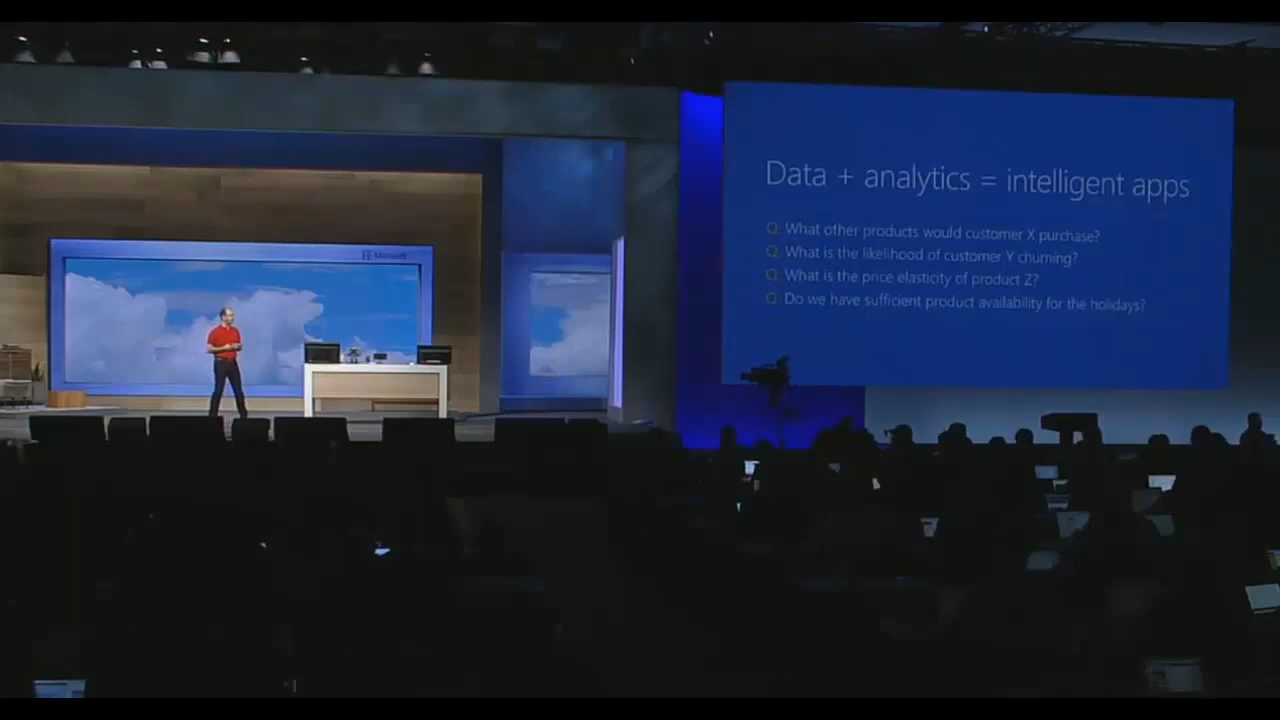 Microsoft
Data + analytics = intelligent apps
Q: What other products would customer X purchase?
Q: What is the likelihood of customer Y churning?
Q: What is the price elasticity of product Z?
Q: Do we have sufficient product availability for the holidays?